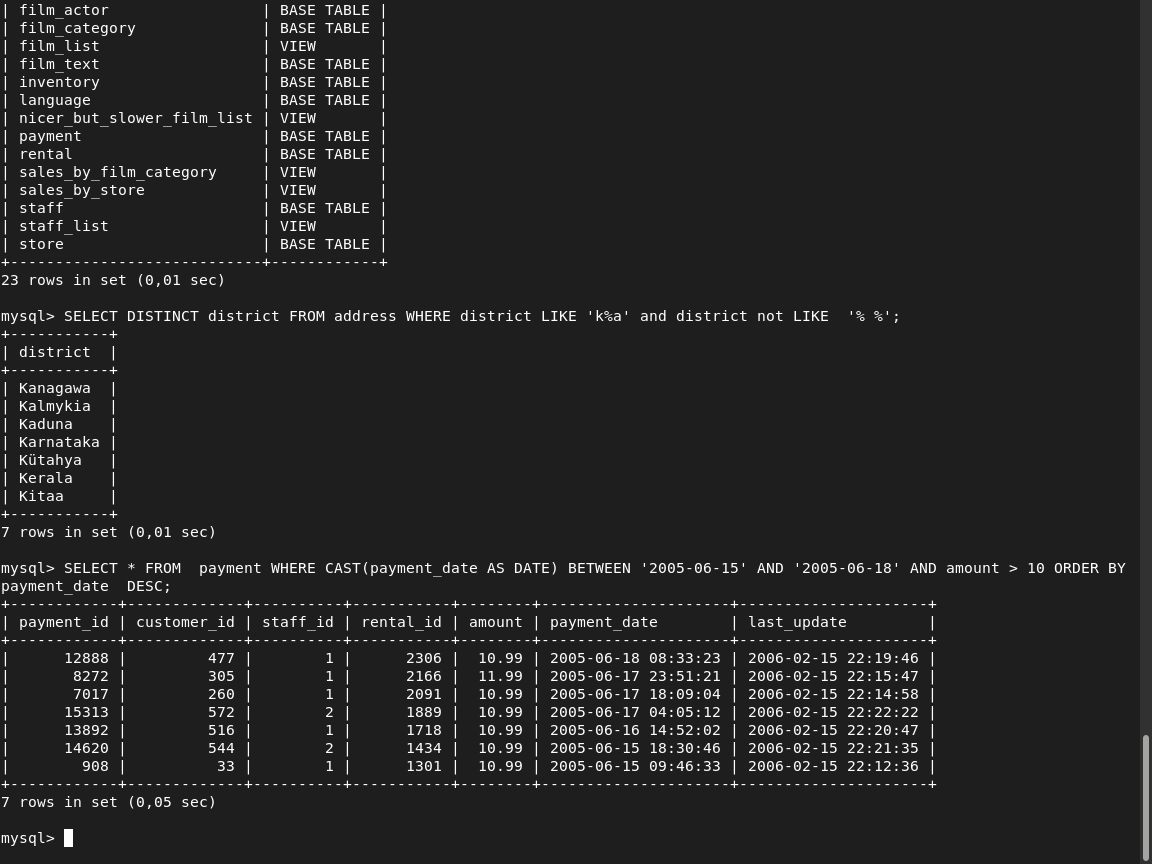 | film_actor                 | BASE TABLE |
| film_category              | BASE TABLE |
| film_list                  | VIEW       |
| film_text                  | BASE TABLE |
| inventory                  | BASE TABLE |
| language                   | BASE TABLE |
| nicer_but_slower_film_list | VIEW       |
| payment                    | BASE TABLE |
| rental                     | BASE TABLE |
| sales_by_film_category     | VIEW       |
| sales_by_store             | VIEW       |
| staff                      | BASE TABLE |
| staff_list                 | VIEW       |
| store                      | BASE TABLE |
+----------------------------+------------+
23 rows in set (0,01 sec)

mysql> SELECT DISTINCT district FROM address WHERE district LIKE 'k%a' and district not LIKE  '% %';
+-----------+
| district  |
+-----------+
| Kanagawa  |
| Kalmykia  |
| Kaduna    |
| Karnataka |
| Kütahya   |
| Kerala    |
| Kitaa     |
+-----------+
7 rows in set (0,01 sec)

mysql> SELECT * FROM  payment WHERE CAST(payment_date AS DATE) BETWEEN '2005-06-15' AND '2005-06-18' AND amount > 10 ORDER BY
payment_date  DESC;
+------------+-------------+----------+-----------+--------+---------------------+---------------------+
| payment_id | customer_id | staff_id | rental_id | amount | payment_date        | last_update         |
+------------+-------------+----------+-----------+--------+---------------------+---------------------+
|      12888 |         477 |        1 |      2306 |  10.99 | 2005-06-18 08:33:23 | 2006-02-15 22:19:46 |
|       8272 |         305 |        1 |      2166 |  11.99 | 2005-06-17 23:51:21 | 2006-02-15 22:15:47 |
|       7017 |         260 |        1 |      2091 |  10.99 | 2005-06-17 18:09:04 | 2006-02-15 22:14:58 |
|      15313 |         572 |        2 |      1889 |  10.99 | 2005-06-17 04:05:12 | 2006-02-15 22:22:22 |
|      13892 |         516 |        1 |      1718 |  10.99 | 2005-06-16 14:52:02 | 2006-02-15 22:20:47 |
|      14620 |         544 |        2 |      1434 |  10.99 | 2005-06-15 18:30:46 | 2006-02-15 22:21:35 |
|        908 |          33 |        1 |      1301 |  10.99 | 2005-06-15 09:46:33 | 2006-02-15 22:12:36 |
+------------+-------------+----------+-----------+--------+---------------------+---------------------+
7 rows in set (0,05 sec)

mysql>